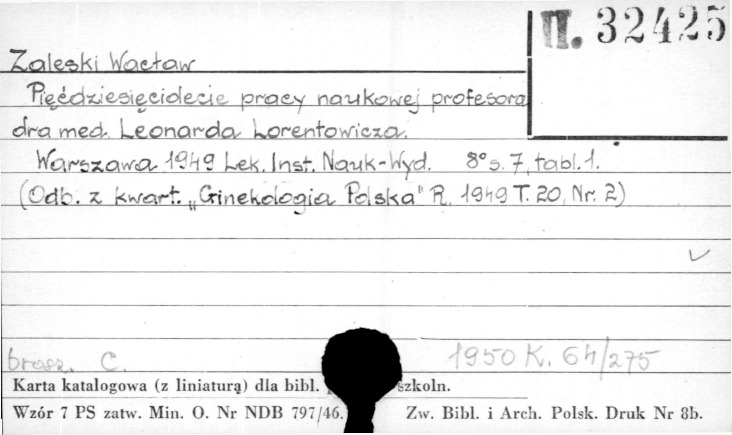 II. 32425
Zaleski Wacław
Pięćdziesięciolecie pracy naukowej profesora
dra med. Leonarda Lorentowicza.
Warszawa 1949 Lek. Inst. Nauk-Wyd. 8° s. 7, tabl. 1.
(Odb. z kwart. „Ginekologia Polska" R. 1949 T. 20, Nr. 2)
brosz. C. 1950 K. 64/275
Karta katalogowa (z liniaturą) dla bibl. szkoln.
Wzór 7 PS zatw. Min. O. Nr NDB 797/46. Zw. Bibl. i Arch. Polsk. Druk Nr 8b.